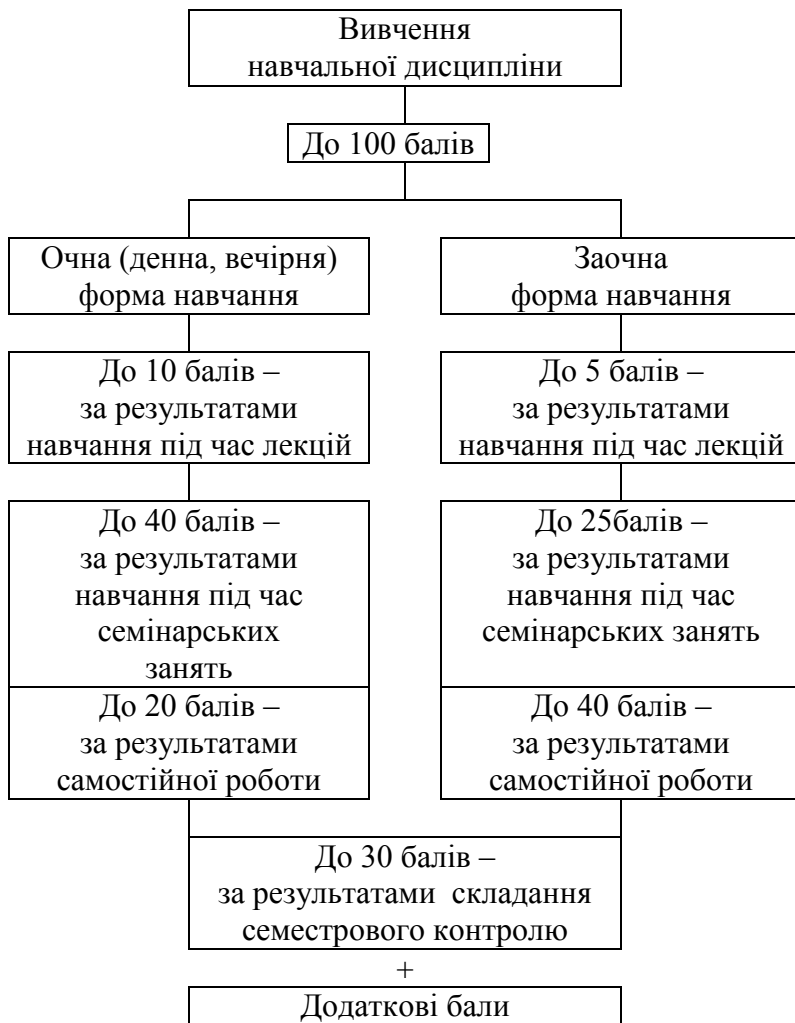 Вивчення
навчальної дисципліни
До 100 балів
Очна (денна, вечірня)
форма навчання
Заочна
форма навчання
До 10 балів –
за результатами
навчання під час лекцій
До 5 балів –
за результатами
навчання під час лекцій
До 40 балів –
за результатами
навчання під час
семінарських
занять
До 25балів –
за результатами
навчання під час
семінарських занять
До 20 балів –
за результатами
самостійної роботи
До 40 балів –
за результатами
самостійної роботи
До 30 балів –
за результатами складання
семестрового контролю
+
Додаткові бали